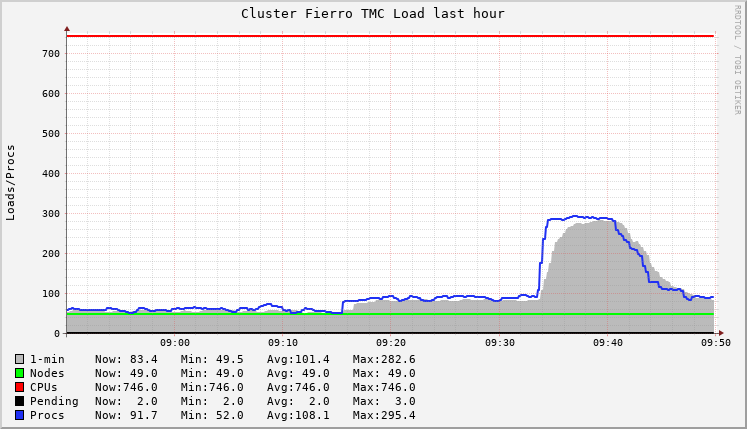 Cluster Fierro TMC Load last hour
RRDTOOL / TOBI OETIKER
Loads/Procs
700
600
500
400
300
200
100
0
09:00 09:10 09:20 09:30 09:40 09:50
1-min Now: 83.4 Min: 49.5 Avg:101.4 Max:282.6
Nodes Now: 49.0 Min: 49.0 Avg: 49.0 Max: 49.0
CPUs Now:746.0 Min:746.0 Avg:746.0 Max:746.0
Pending Now: 2.0 Min: 2.0 Avg: 2.0 Max: 3.0
Procs Now: 91.7 Min: 52.0 Avg:108.1 Max:295.4